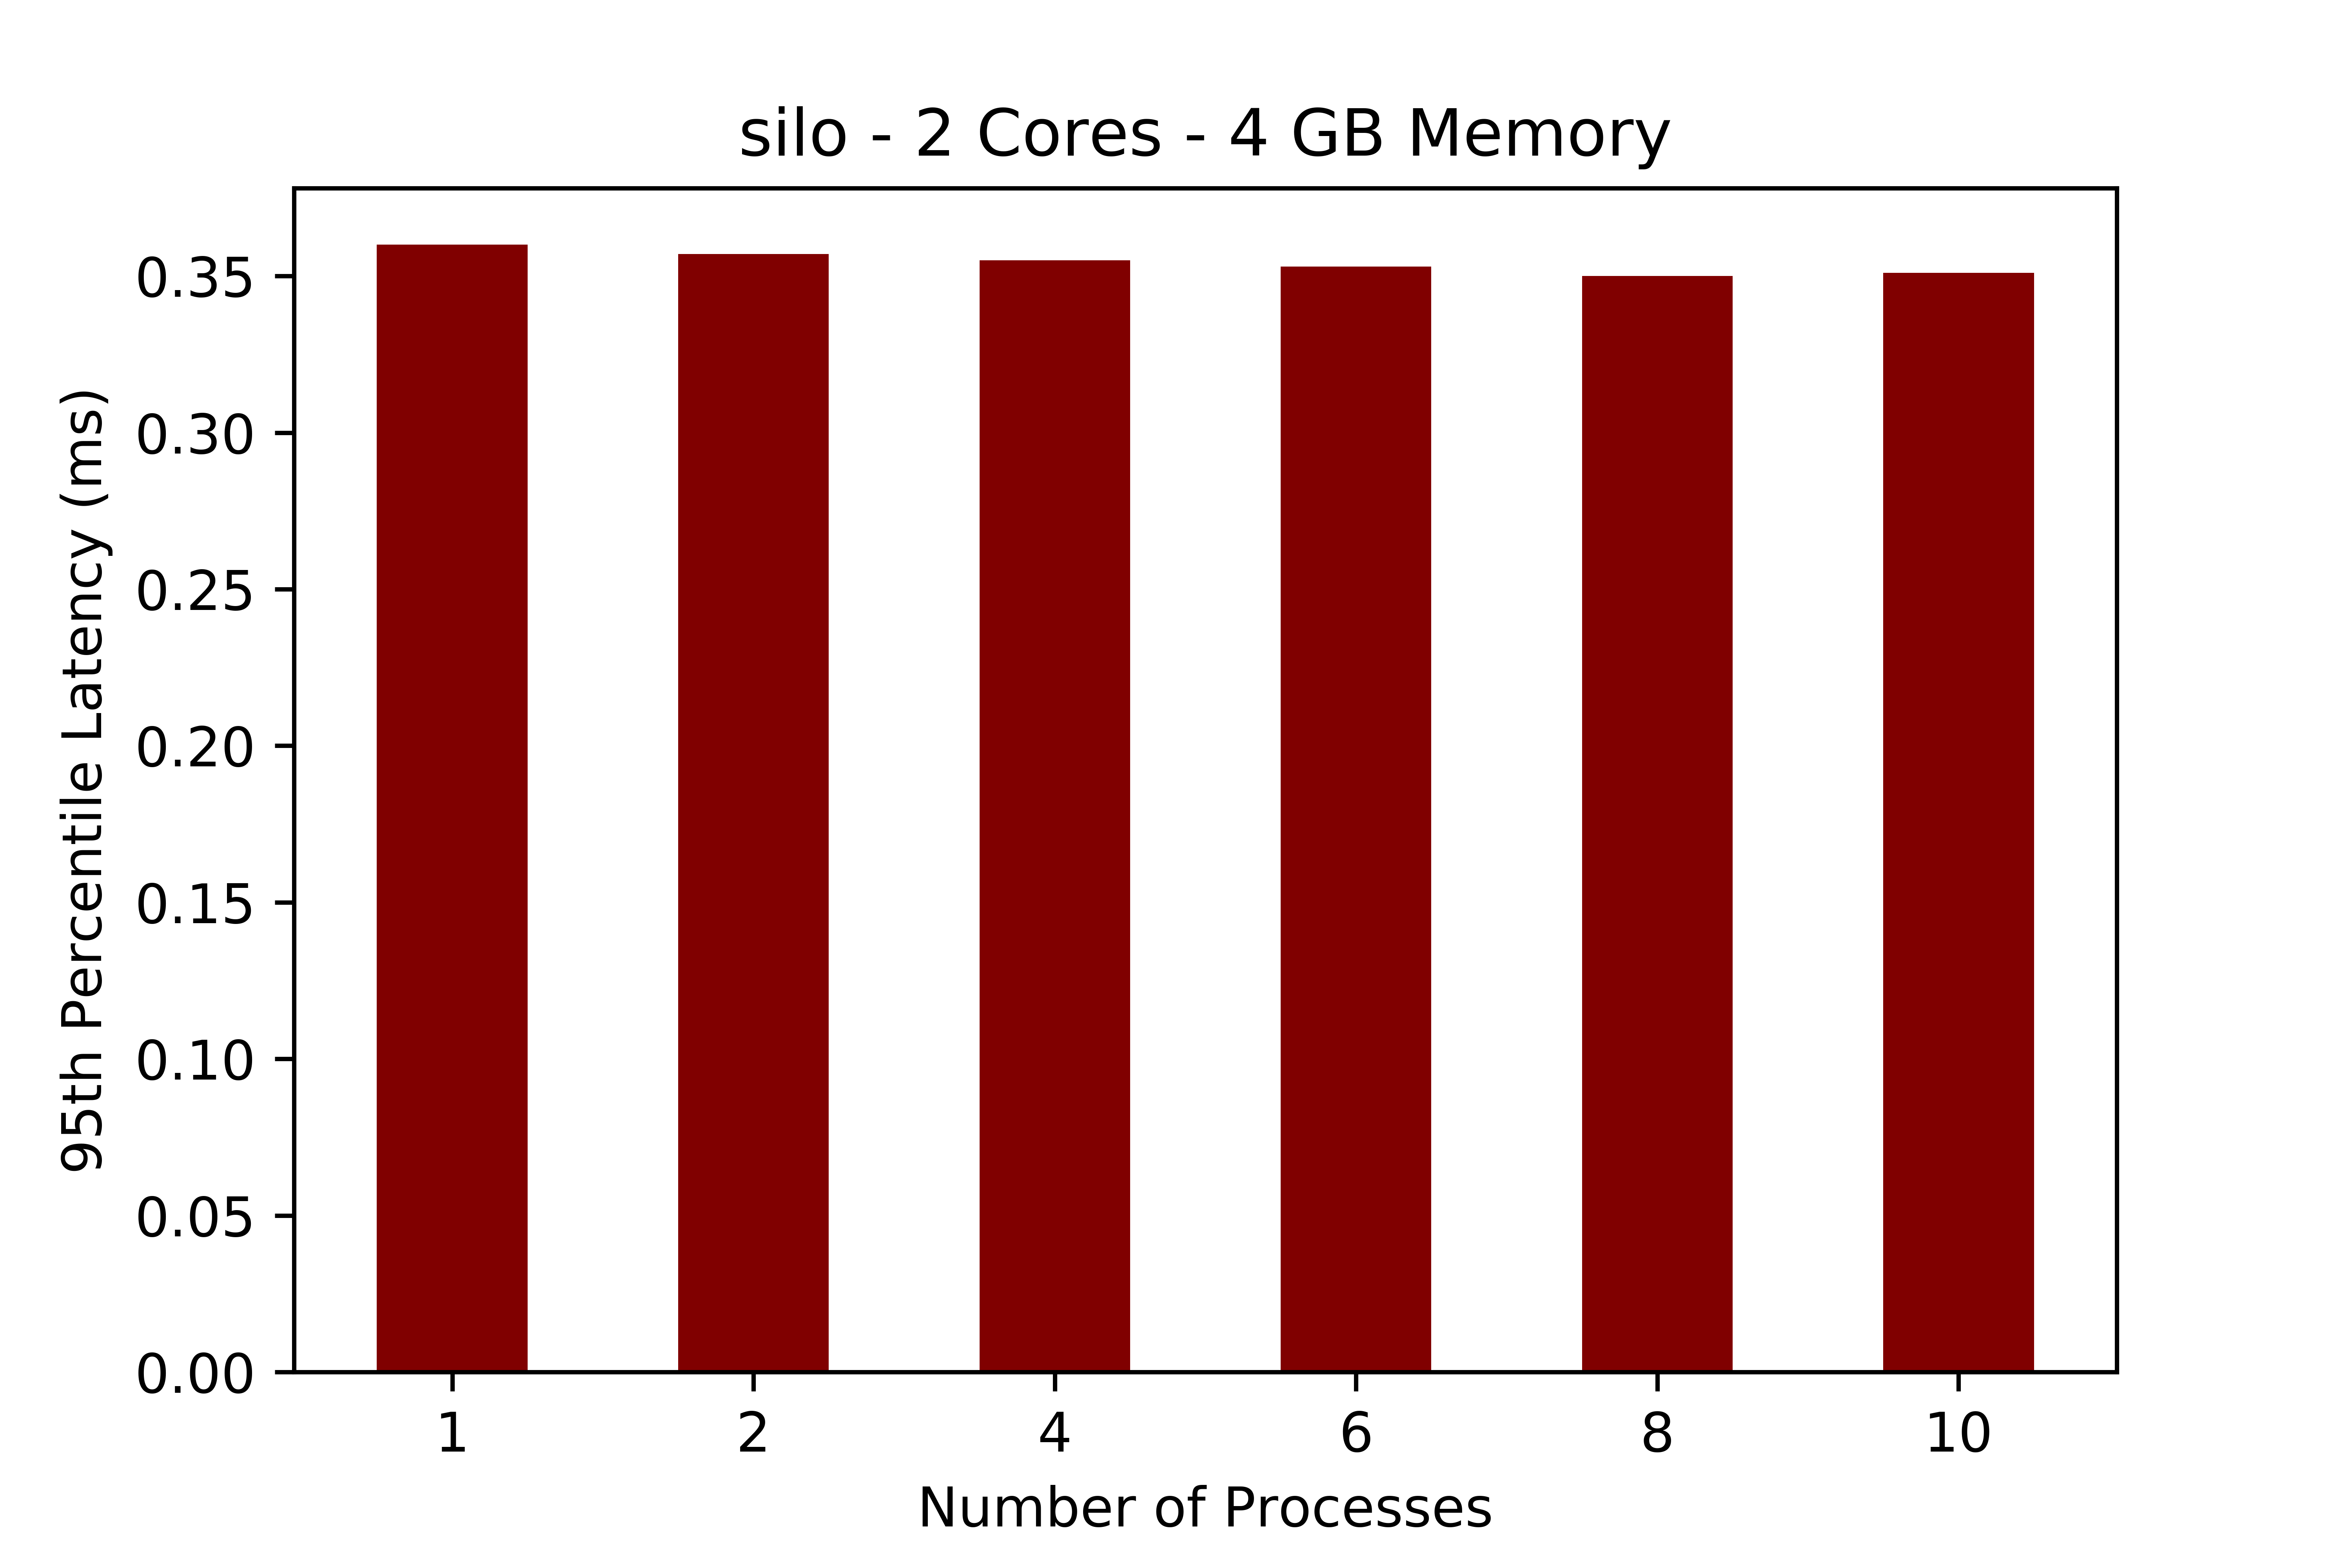 silo - 2 Cores - 4 GB Memory
95th Percentile Latency (ms)
0.35
0.30
0.25
0.20
0.15
0.10
0.05
0.00
1 2 4 6 8 10
Number of Processes